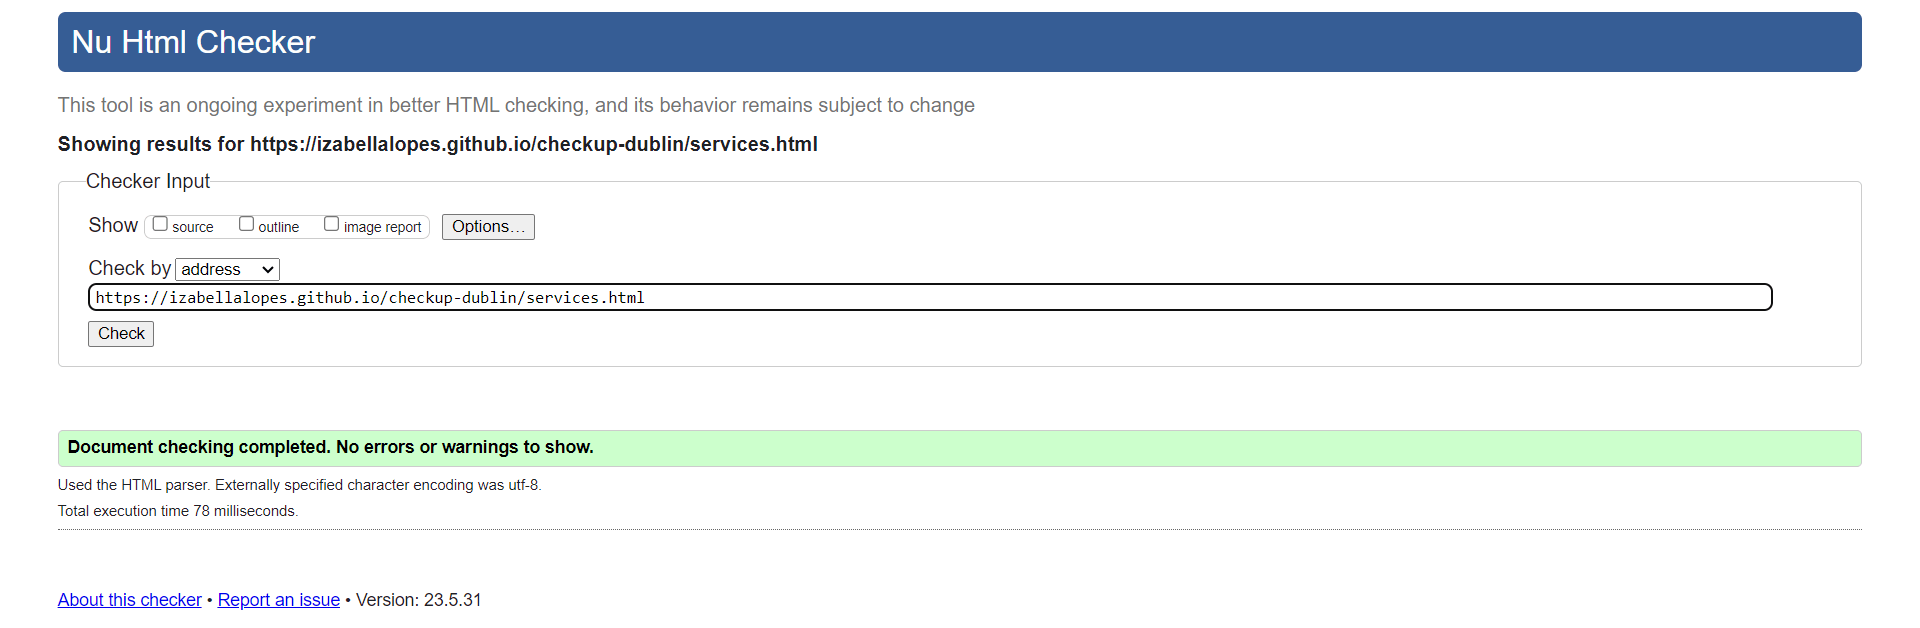 Nu Html Checker
This tool is an ongoing experiment in better HTML checking, and its behavior remains subject to change
Showing results for https://izabellalopes.github.io/checkup-dublin/services.html
Checker Input
Show source outline image report Options...
Check by address
https://izabellalopes.github.io/checkup-dublin/services.html
Check
Document checking completed. No errors or warnings to show.
Used the HTML parser. Externally specified character encoding was utf-8.
Total execution time 78 milliseconds.
About this checker • Report an issue • Version: 23.5.31